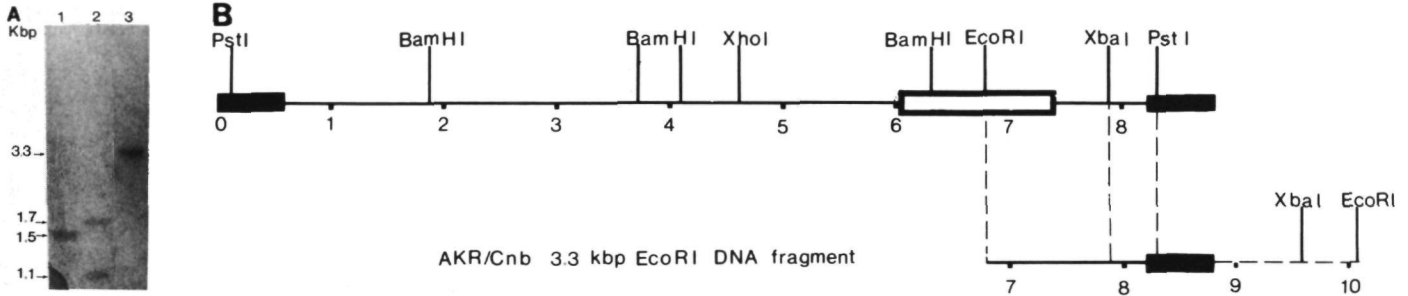 A
Kbp
1 2 3
3.3
1.7
1.5
1.1
B
PstI BamHI BamHI XhoI BamHI EcoRI XbaI PstI
0 1 2 3 4 5 6 7 8
XbaI EcoRI
AKR/Cnb 3.3 kbp EcoRI DNA fragment
7 8 9 10